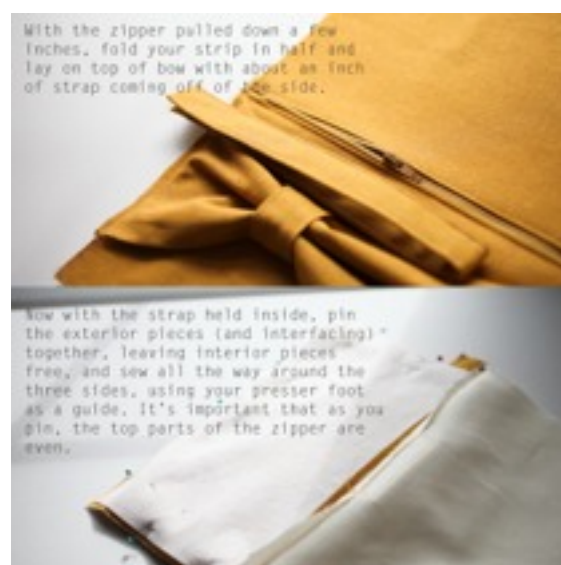 With the zipper pulled down a few
inches, fold your strip in half and
lay on top of bow with about an inch
of strap coming off of the side.
Now with the strap held inside, pin
the exterior pieces (and interfacing)
together, leaving interior pieces
free, and sew all the way around the
three sides, using your presser foot
as a guide. It's important that as you
pin, the top parts of the zipper are
even.